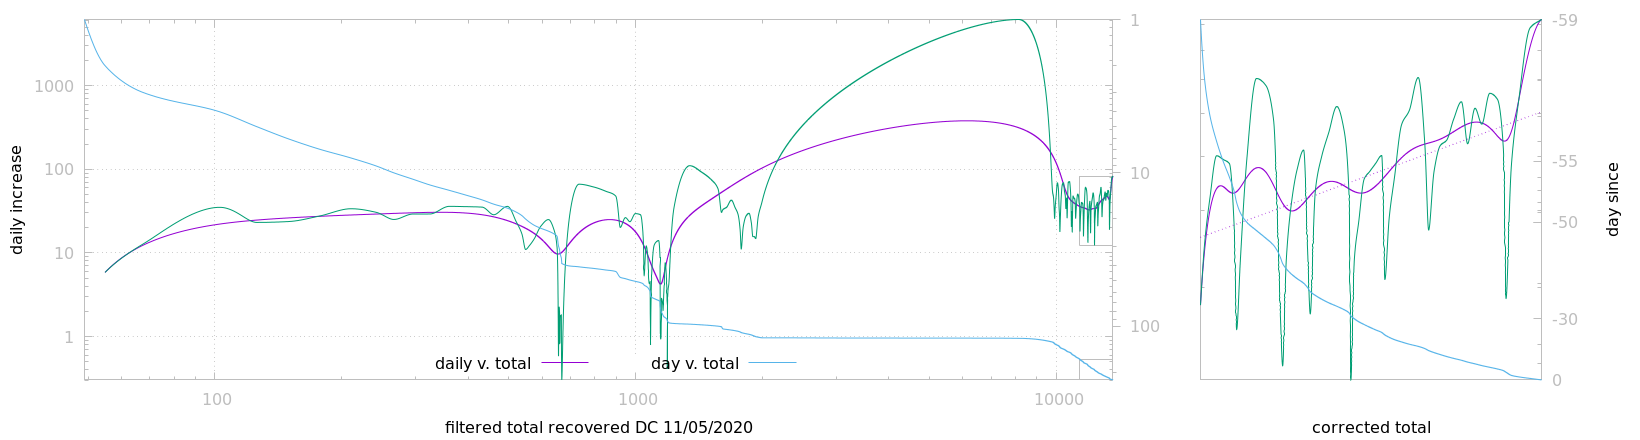 daily increase
1000
100
10
1
100
1000
10000
filtered total recovered DC 11/05/2020
daily v. total
day v. total
1
10
100
-59
-55
-50
-30
0
day since
corrected total